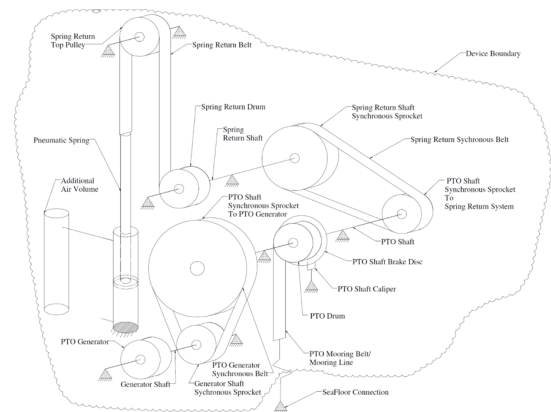 Spring Return
Top Pulley
Spring Return Belt
Device Boundary
Spring Return Drum
Spring
Return
Shaft
Spring Return Shaft
Synchronous Sprocket
Spring Return Sychronous Belt
Pneumatic Spring
Additional
Air Volume
PTO Shaft
Synchronous Sprocket
To PTO Generator
PTO Shaft
Synchronous Sprocket
To
Spring Return System
PTO Shaft
PTO Shaft Brake Disc
PTO Shaft Caliper
PTO Drum
PTO Generator
PTO Mooring Belt/
Mooring Line
PTO Generator
Synchronous Belt
Generator Shaft
Generator Shaft
Sychronous Sprocket
SeaFloor Connection